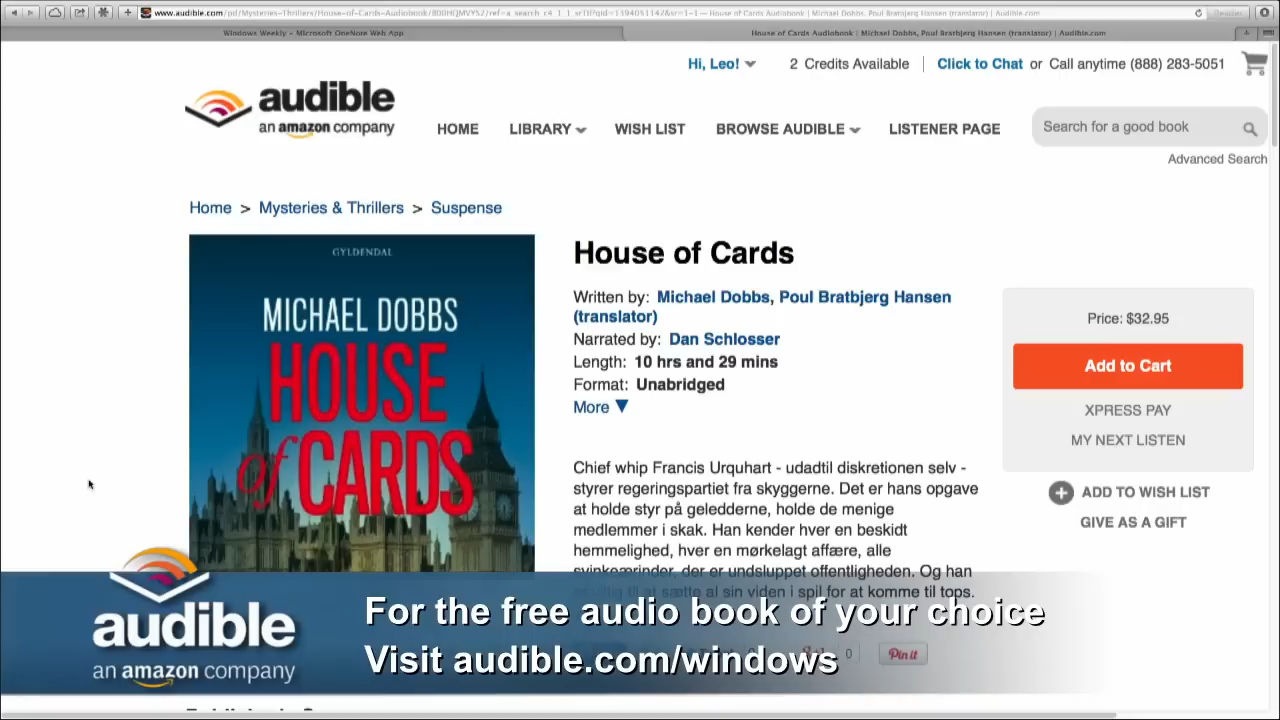 Windows Weekly - Microsoft OneNote Web App
House of Cards Audiobook | Michael Dobbs, Poul Bratbjerg Hansen (translator) | Audible.com
Hi, Leo!
2 Credits Available
Click to Chat or Call anytime (888) 283-5051
audible
an amazon company
HOME
LIBRARY
WISH LIST
BROWSE AUDIBLE
LISTENER PAGE
Search for a good book
Advanced Search
Home > Mysteries & Thrillers > Suspense
GYLDENDAL
MICHAEL DOBBS
HOUSE
of CARDS
House of Cards
Written by: Michael Dobbs, Poul Bratbjerg Hansen
(translator)
Narrated by: Dan Schlosser
Length: 10 hrs and 29 mins
Format: Unabridged
More
Price: $32.95
Add to Cart
XPRESS PAY
MY NEXT LISTEN
ADD TO WISH LIST
GIVE AS A GIFT
Chief whip Francis Urquhart - udadtil diskretionen selv -
styrer regeringspartiet fra skyggerne. Det er hans opgave
at holde styr på geledderne, holde de menige
medlemmer i skak. Han kender hver en beskidt
hemmelighed, hver en mørkelagt affære, alle
der er undsluppet offentligheden. Og han
at sætte al sin viden i spil for at komme til tops.
audible
an amazon company
For the free audio book of your choice
Visit audible.com/windows
0
Pin it